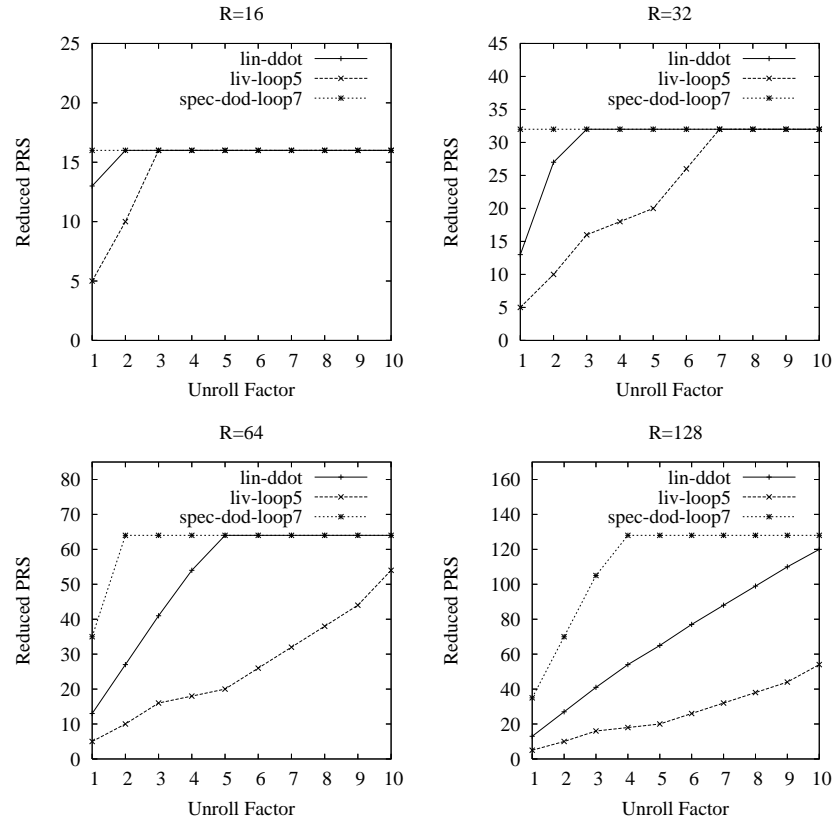 R=16
Reduced PRS
25
20
15
10
5
0
1 2 3 4 5 6 7 8 9 10
Unroll Factor
lin-ddot
liv-loop5
spec-dod-loop7
R=32
Reduced PRS
45
40
35
30
25
20
15
10
5
0
1 2 3 4 5 6 7 8 9 10
Unroll Factor
lin-ddot
liv-loop5
spec-dod-loop7
R=64
Reduced PRS
80
70
60
50
40
30
20
10
0
1 2 3 4 5 6 7 8 9 10
Unroll Factor
lin-ddot
liv-loop5
spec-dod-loop7
R=128
Reduced PRS
160
140
120
100
80
60
40
20
0
1 2 3 4 5 6 7 8 9 10
Unroll Factor
lin-ddot
liv-loop5
spec-dod-loop7